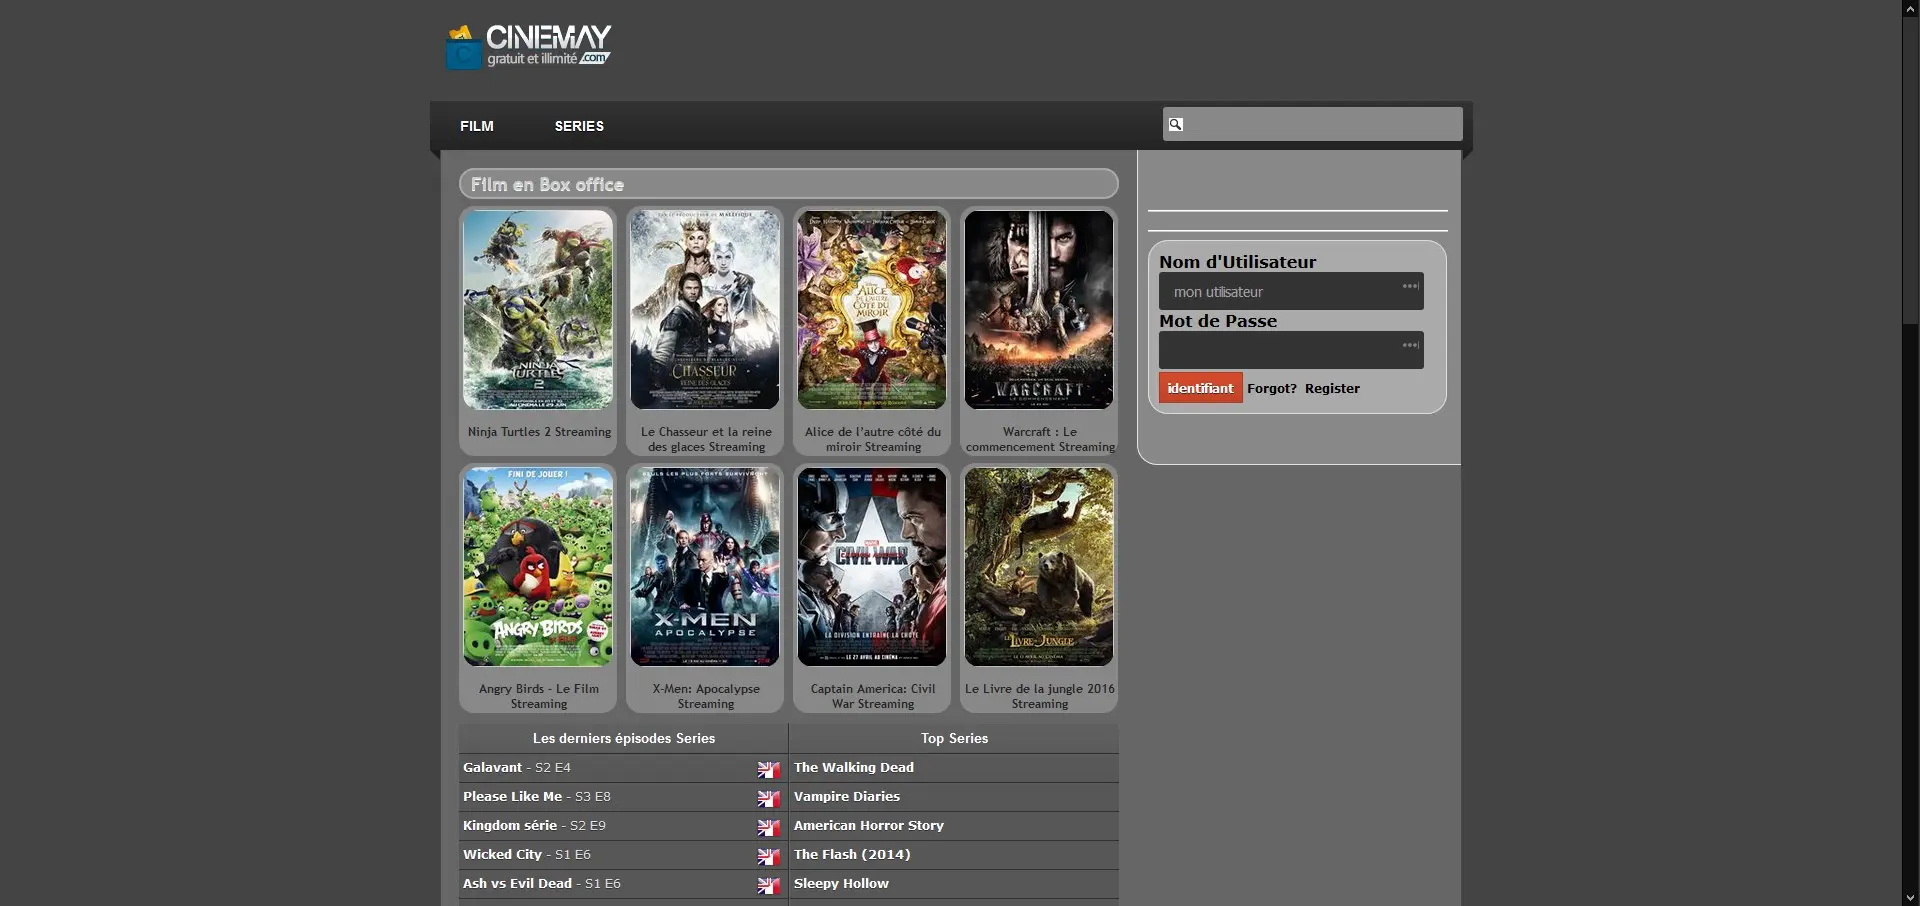 CINEMAY
gratuit et illimité .com
FILM
SERIES
Film en Box office
NINJA
TURTLES
2
Ninja Turtles 2 Streaming
CHASSEUR
REINE DES GLACES
Le Chasseur et la reine
des glaces Streaming
ALICE
DE L'AUTRE
CÔTÉ DU
MIROIR
Alice de l'autre côté du
miroir Streaming
WARCRAFT
LE COMMENCEMENT
Warcraft : Le
commencement Streaming
FINI DE JOUER !
ANGRY BIRDS
Angry Birds - Le Film
Streaming
SEULS LES PLUS FORTS SURVIVRONT
X-MEN
APOCALYPSE
X-Men: Apocalypse
Streaming
MARVEL
CIVIL WAR
LA DIVISION ENTRAÎNE LA CHUTE
LE 27 AVRIL AU CINÉMA
Captain America: Civil
War Streaming
LE LIVRE DE LA JUNGLE
Le Livre de la jungle 2016
Streaming
Nom d'Utilisateur
mon utilisateur
Mot de Passe
identifiant Forgot? Register
Les derniers épisodes Series
Galavant - S2 E4
Please Like Me - S3 E8
Kingdom série - S2 E9
Wicked City - S1 E6
Ash vs Evil Dead - S1 E6
Top Series
The Walking Dead
Vampire Diaries
American Horror Story
The Flash (2014)
Sleepy Hollow